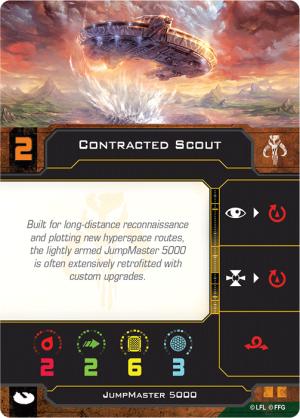 2 CONTRACTED SCOUT
Built for long-distance reconnaissance
and plotting new hyperspace routes,
the lightly armed JumpMaster 5000
is often extensively retrofitted with
custom upgrades.
2 2 6 3
JUMPMASTER 5000
© LFL © FFG